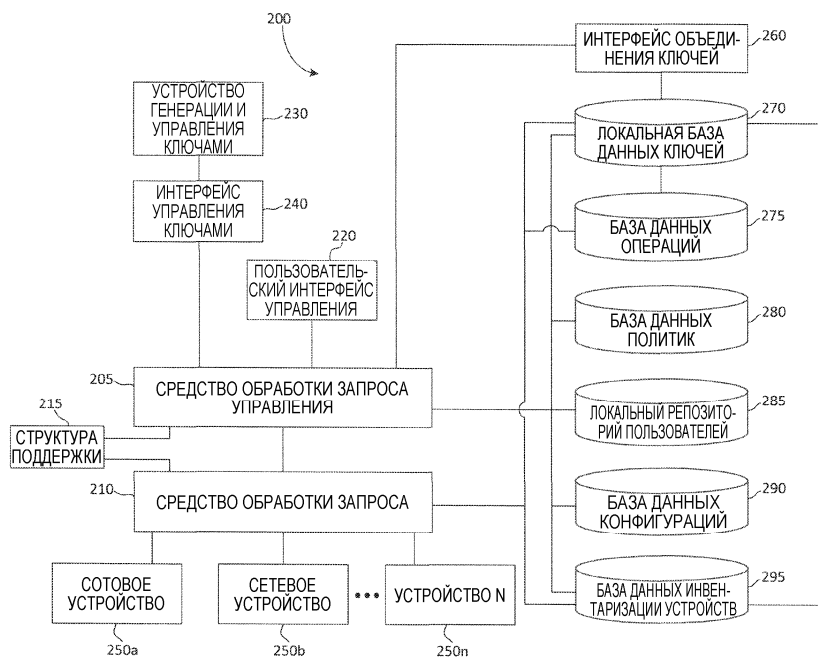 200
ИНТЕРФЕЙС ОБЪЕДИ-
НЕНИЯ КЛЮЧЕЙ
260
УСТРОЙСТВО
ГЕНЕРАЦИИ И
УПРАВЛЕНИЯ
КЛЮЧАМИ
230
ЛОКАЛЬНАЯ БАЗА
ДАННЫХ КЛЮЧЕЙ
270
ИНТЕРФЕЙС
УПРАВЛЕНИЯ
КЛЮЧАМИ
240
БАЗА ДАННЫХ
ОПЕРАЦИЙ
275
220
ПОЛЬЗОВАТЕЛЬ-
СКИЙ ИНТЕРФЕЙС
УПРАВЛЕНИЯ
БАЗА ДАННЫХ
ПОЛИТИК
280
205
СРЕДСТВО ОБРАБОТКИ ЗАПРОСА
УПРАВЛЕНИЯ
ЛОКАЛЬНЫЙ РЕПОЗИТО-
РИЙ ПОЛЬЗОВАТЕЛЕЙ
285
215
СТРУКТУРА
ПОДДЕРЖКИ
210
СРЕДСТВО ОБРАБОТКИ ЗАПРОСА
БАЗА ДАННЫХ
КОНФИГУРАЦИЙ
290
СОТОВОЕ
УСТРОЙСТВО
250a
СЕТЕВОЕ
УСТРОЙСТВО
250b
•••
УСТРОЙСТВО N
250n
БАЗА ДАННЫХ ИНВЕН-
ТАРИЗАЦИИ УСТРОЙСТВ
295